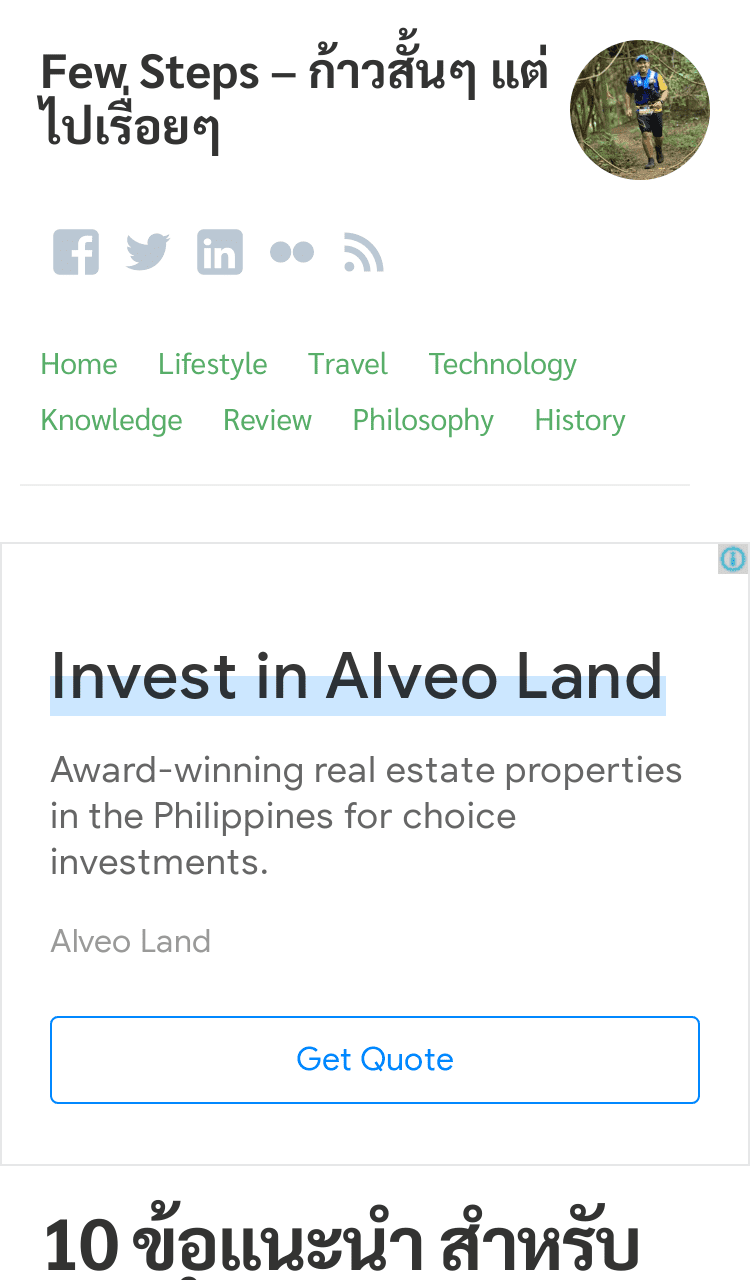 Few Steps – ก้าวสั้นๆ แต่
ไปเรื่อยๆ
Home Lifestyle Travel Technology
Knowledge Review Philosophy History
Invest in Alveo Land
Award-winning real estate properties
in the Philippines for choice
investments.
Alveo Land
Get Quote
10 ข้อแนะนำ สำหรับ